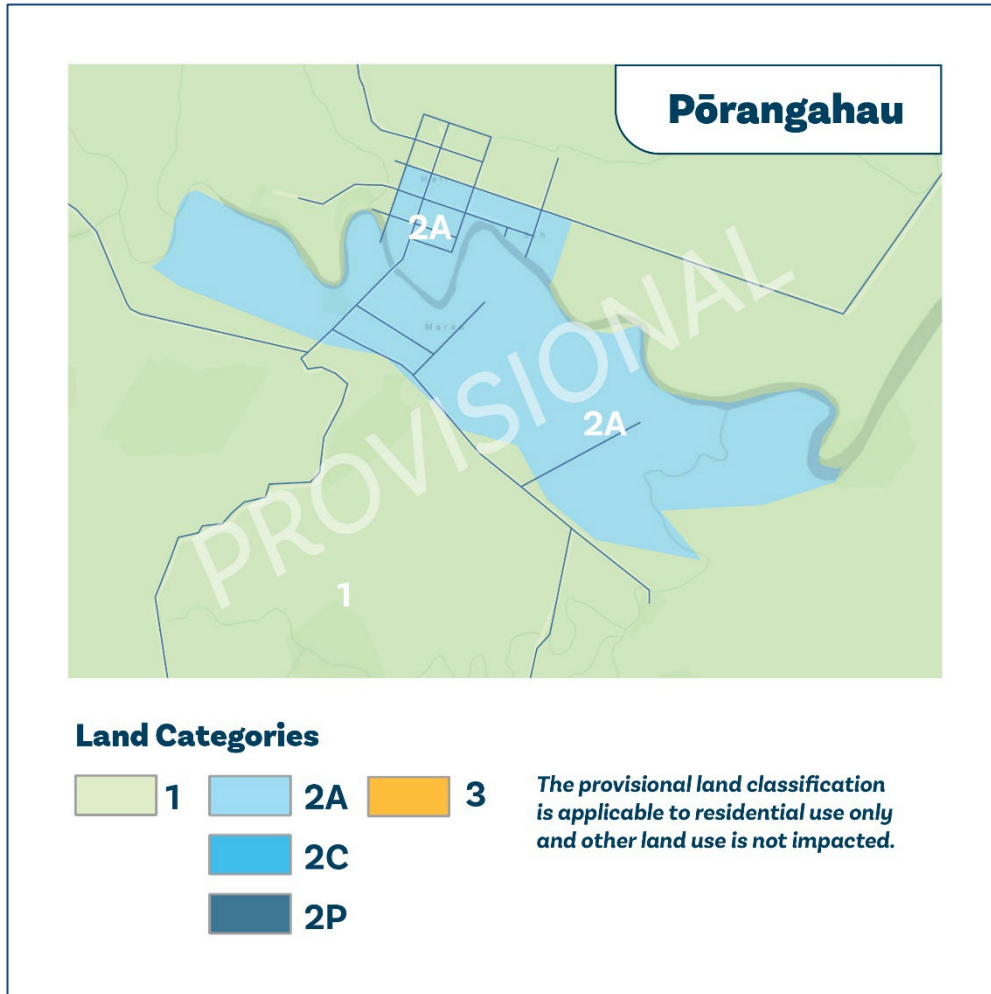 Pōrangahau
2A
Marae
2A
PROVISIONAL
1
Land Categories
1
2A
3
2C
2P
The provisional land classification
is applicable to residential use only
and other land use is not impacted.